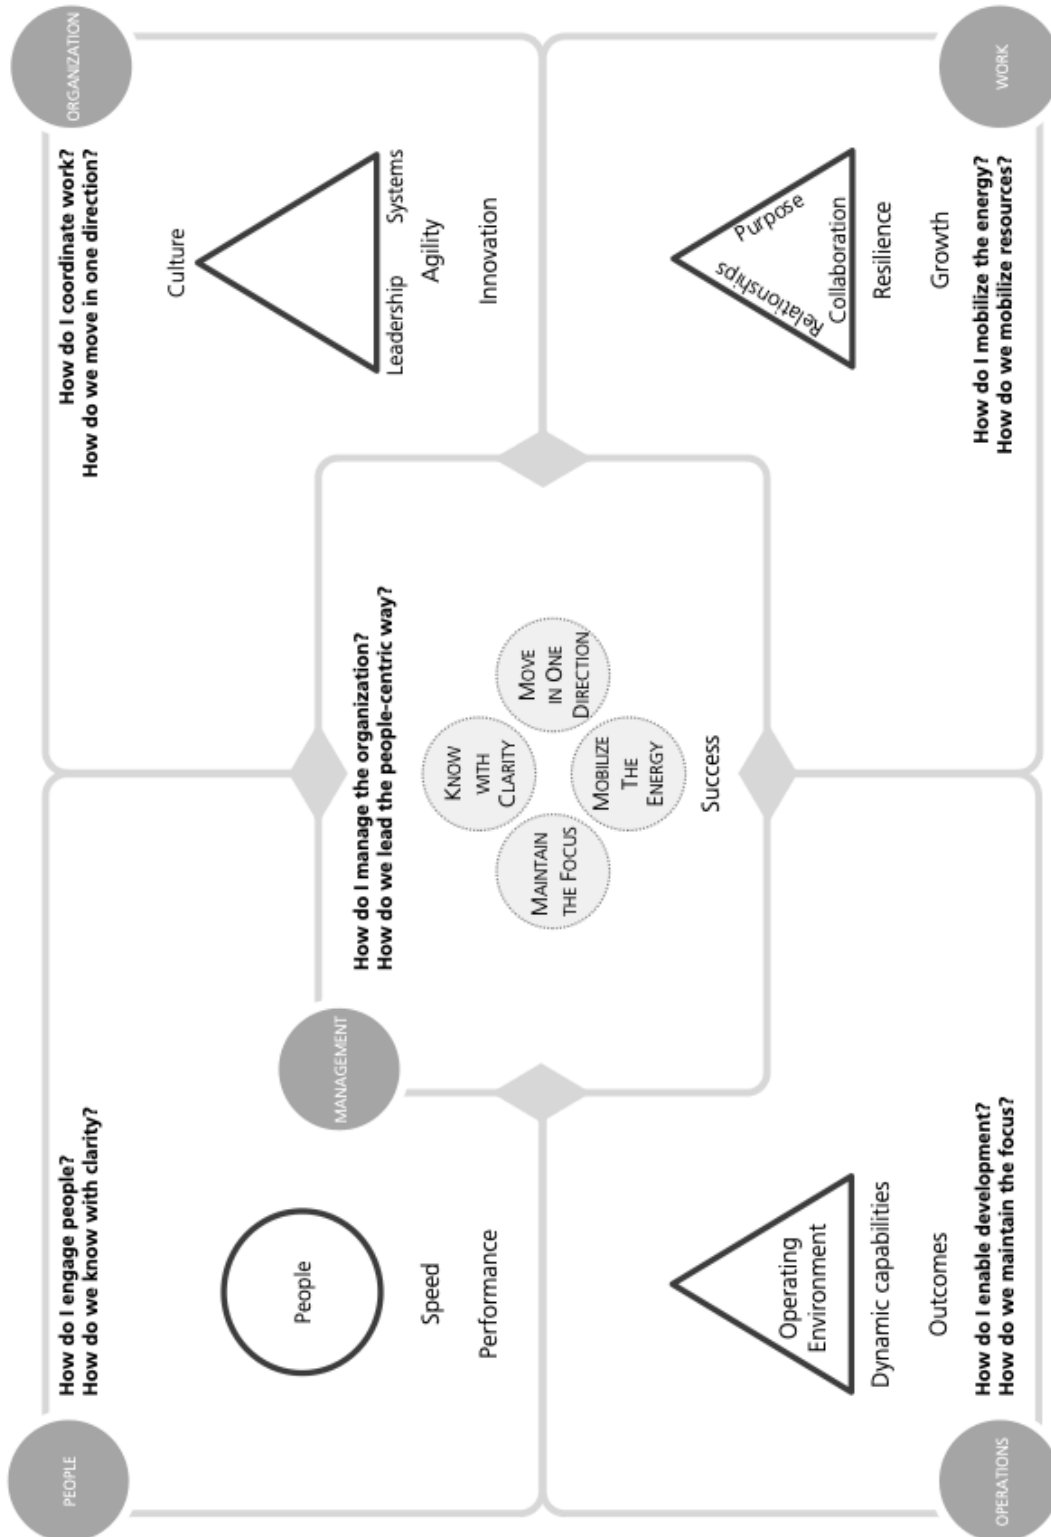 PEOPLE
How do I engage people?
How do we know with clarity?
People
Speed
Performance
ORGANIZATION
How do I coordinate work?
How do we move in one direction?
Culture
Leadership Systems
Agility
Innovation
MANAGEMENT
How do I manage the organization?
How do we lead the people-centric way?
KNOW
WITH
CLARITY
MAINTAIN
THE FOCUS
MOVE
IN ONE
DIRECTION
MOBILIZE
THE
ENERGY
Success
OPERATIONS
Operating
Environment
Dynamic capabilities
Outcomes
How do I enable development?
How do we maintain the focus?
WORK
Relationships
Purpose
Collaboration
Resilience
Growth
How do I mobilize the energy?
How do we mobilize resources?